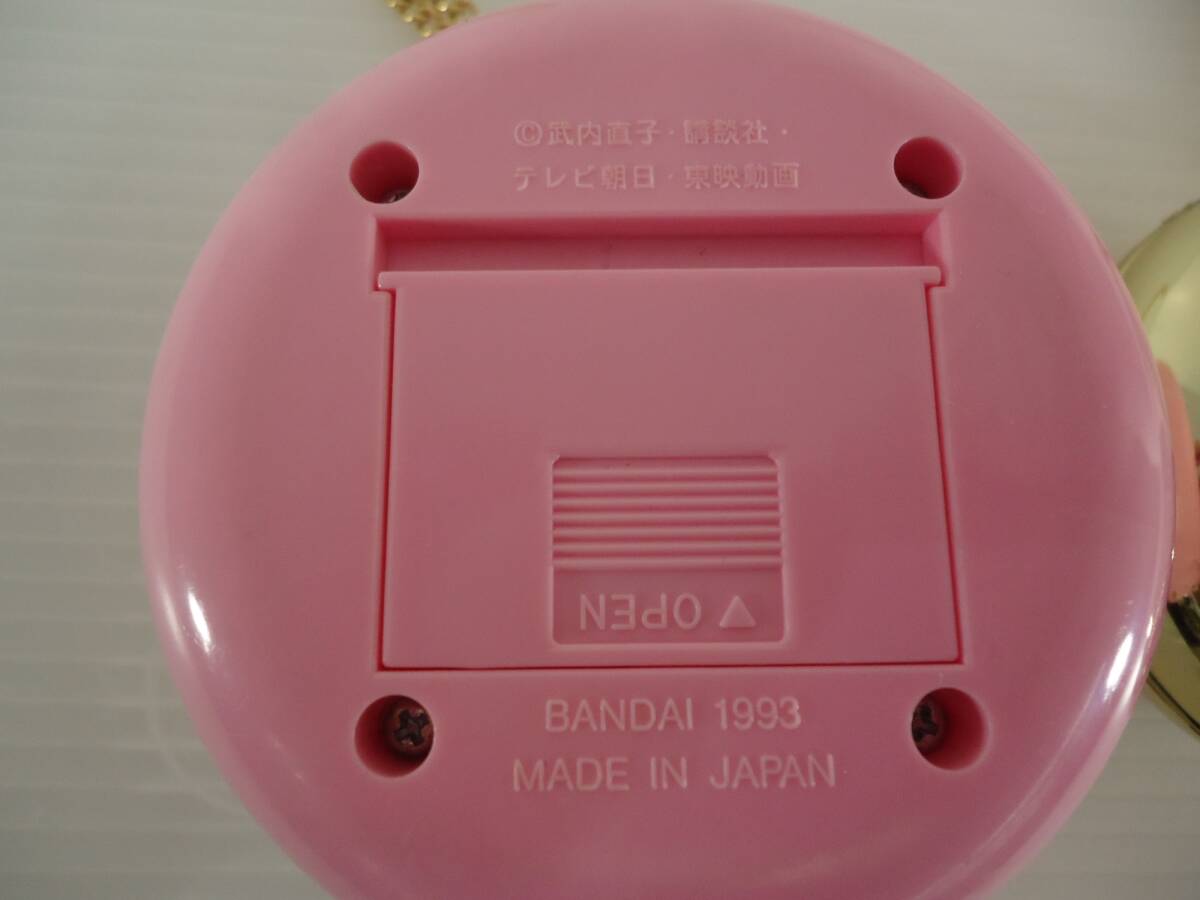 ©武内直子・講談社・
テレビ朝日・東映動画
△ OPEN
BANDAI 1993
MADE IN JAPAN